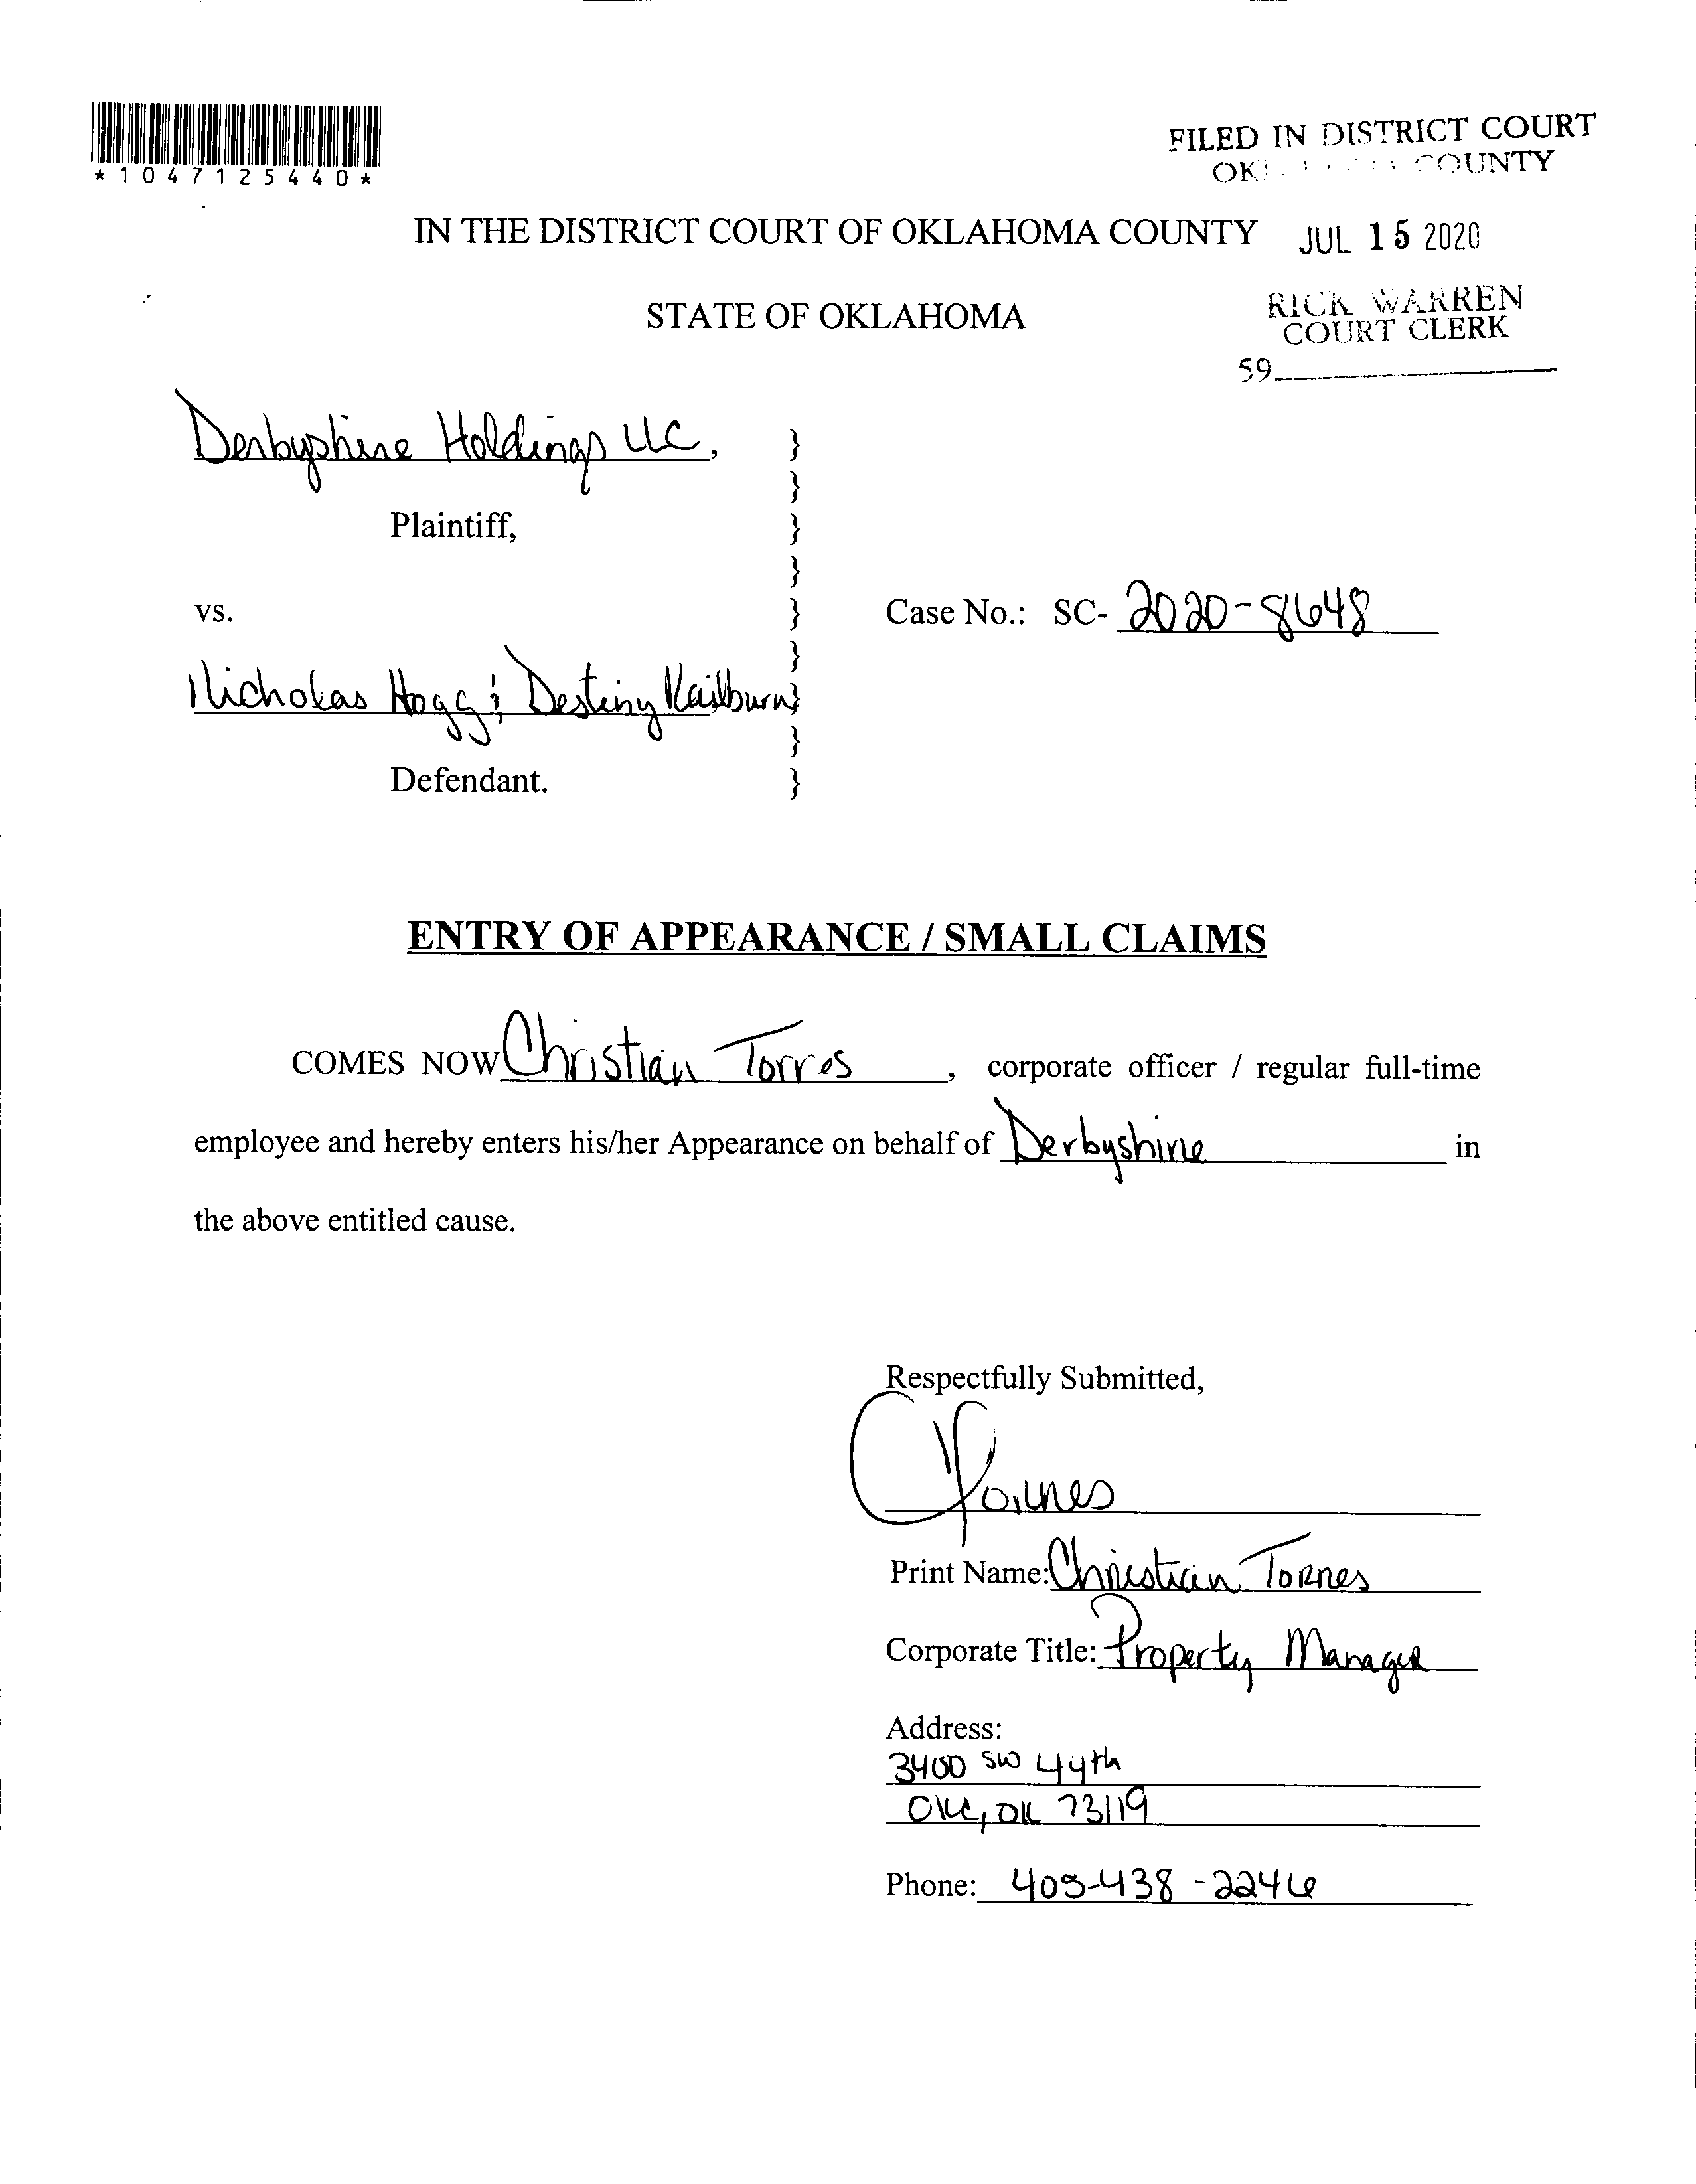 *1047125440*
FILED IN DISTRICT COURT
COUNTY
IN THE DISTRICT COURT OF OKLAHOMA COUNTY
JUL 15 2020
STATE OF OKLAHOMA
RICK WARREN
COURT CLERK
59
Derbyshire Holdings LLC,
}
}
Plaintiff, }
}
vs. }
Case No.: SC- 2020-8648
}
Nicholas Hogg & Destiny }
}
Defendant. }
ENTRY OF APPEARANCE / SMALL CLAIMS
COMES NOW Christian Torres, corporate officer / regular full-time
employee and hereby enters his/her Appearance on behalf of Derbyshire in
the above entitled cause.
Respectfully Submitted,
CTorres
Print Name: Christian Torres
Corporate Title: Property Manager
Address:
3400 SW 44th
OKC, OK 73119
Phone: 405-438-2246